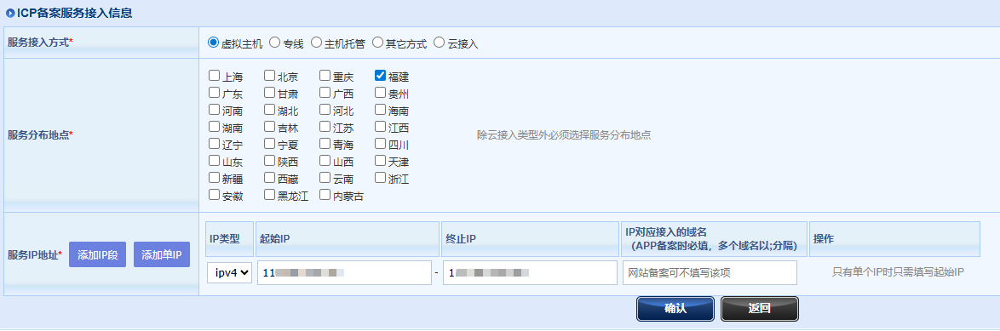 ICP备案服务接入信息
服务接入方式* 虚拟主机 专线 主机托管 其它方式 云接入
上海 北京 重庆 福建
广东 甘肃 广西 贵州
河南 湖北 河北 海南
服务分布地点* 湖南 吉林 江苏 江西 除云接入类型外必须选择服务分布地点
辽宁 宁夏 青海 四川
山东 陕西 山西 天津
新疆 西藏 云南 浙江
安徽 黑龙江 内蒙古
服务IP地址* 添加IP段 添加单IP
IP类型 起始IP 终止IP IP对应接入的域名
(APP备案时必填，多个域名以;分隔) 操作
ipv4 11 - 1 网站备案可不填写该项 只有单个IP时只需填写起始IP
确认 返回